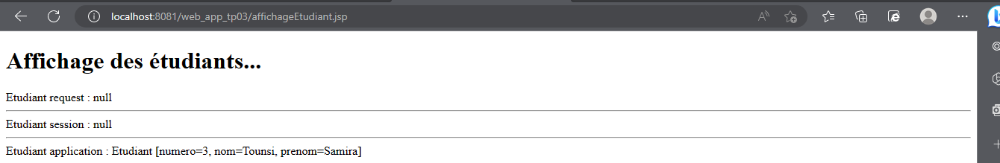 localhost:8081/web_app_tp03/affichageEtudiant.jsp
Affichage des étudiants...
Etudiant request : null
Etudiant session : null
Etudiant application : Etudiant [numero=3, nom=Tounsi, prenom=Samira]